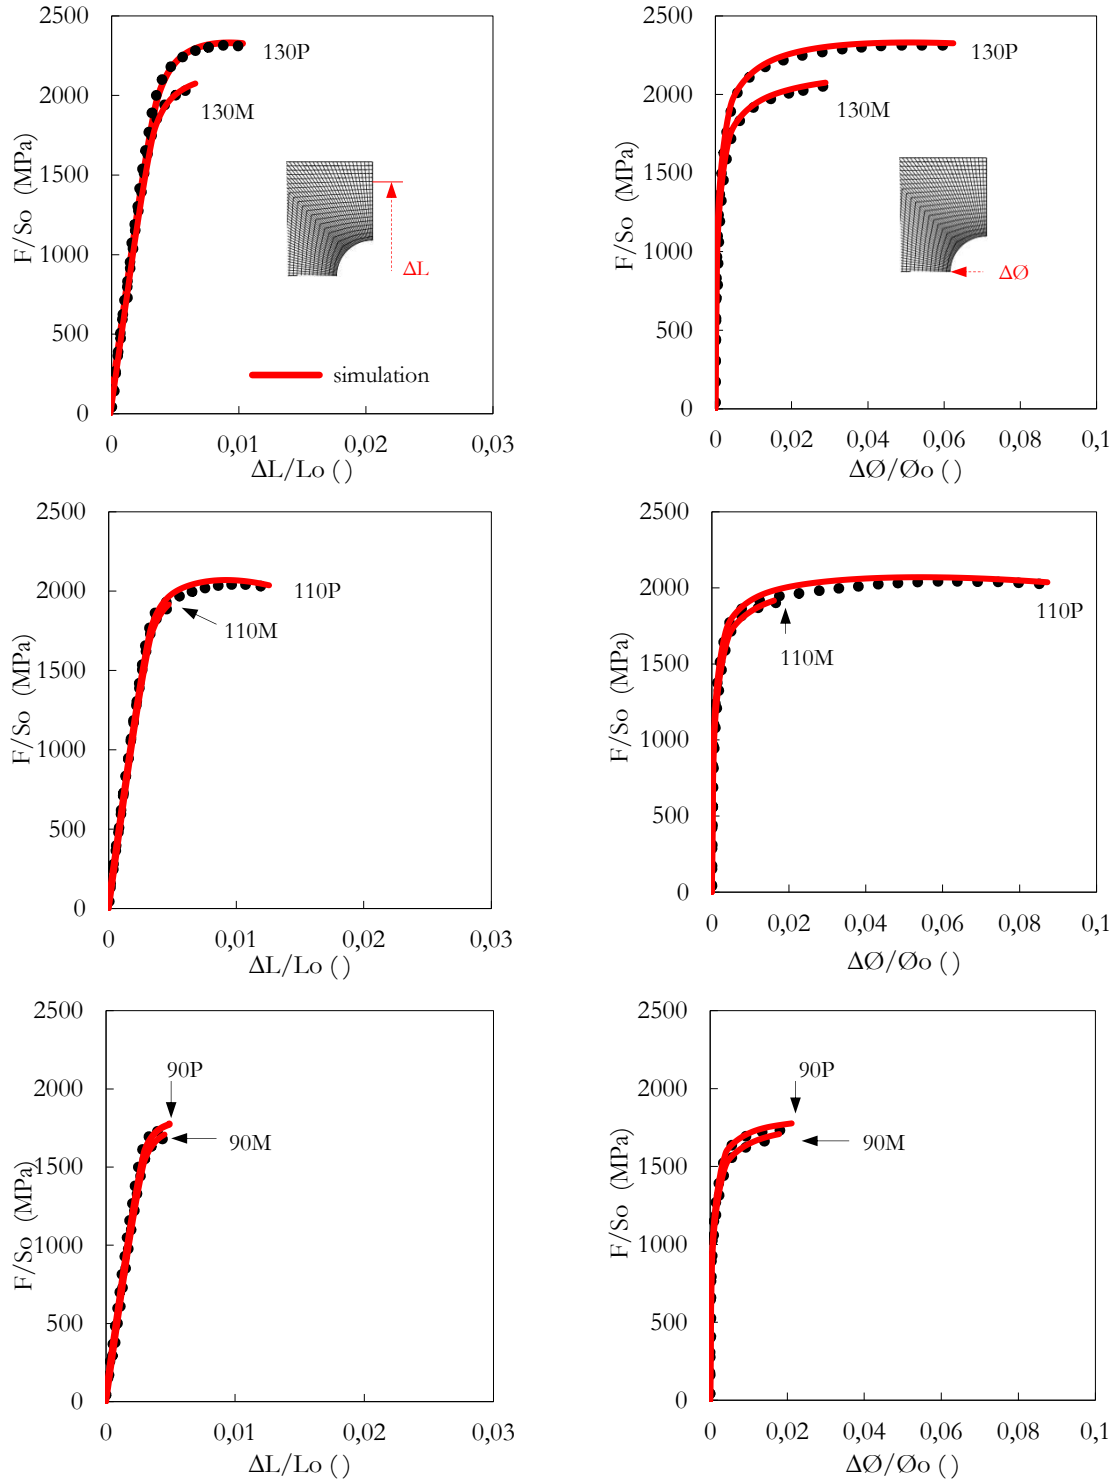 2500
2000
1500
1000
500
0
F/So (MPa)
130P
130M
ΔL
simulation
0 0,01 0,02 0,03
ΔL/Lo ( )
2500
2000
1500
1000
500
0
F/So (MPa)
130P
130M
ΔØ
0 0,02 0,04 0,06 0,08 0,1
ΔØ/Øo ( )
2500
2000
1500
1000
500
0
F/So (MPa)
110P
110M
0 0,01 0,02 0,03
ΔL/Lo ( )
2500
2000
1500
1000
500
0
F/So (MPa)
110P
110M
0 0,02 0,04 0,06 0,08 0,1
ΔØ/Øo ( )
2500
2000
1500
1000
500
0
F/So (MPa)
90P
90M
0 0,01 0,02 0,03
ΔL/Lo ( )
2500
2000
1500
1000
500
0
F/So (MPa)
90P
90M
0 0,02 0,04 0,06 0,08 0,1
ΔØ/Øo ( )